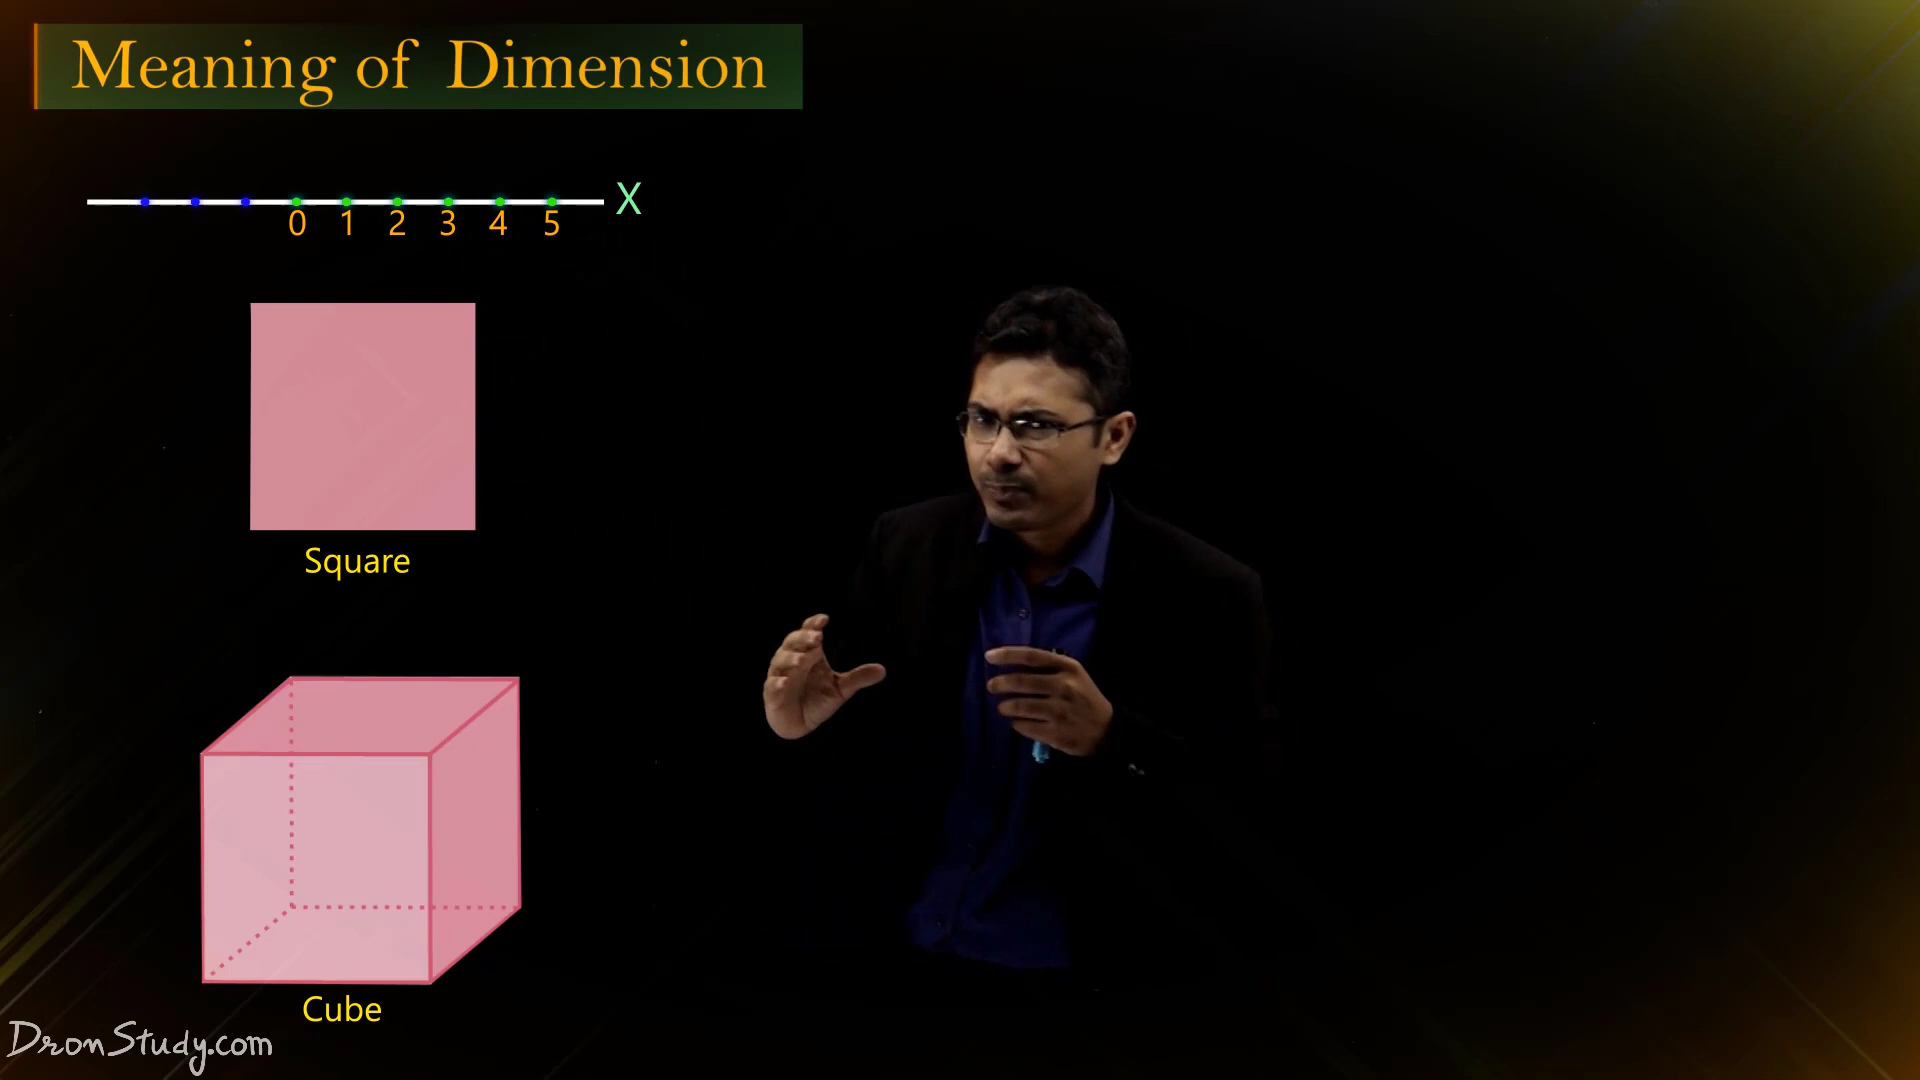 Meaning of Dimension
X
0 1 2 3 4 5
Square
Cube
DronStudy.com